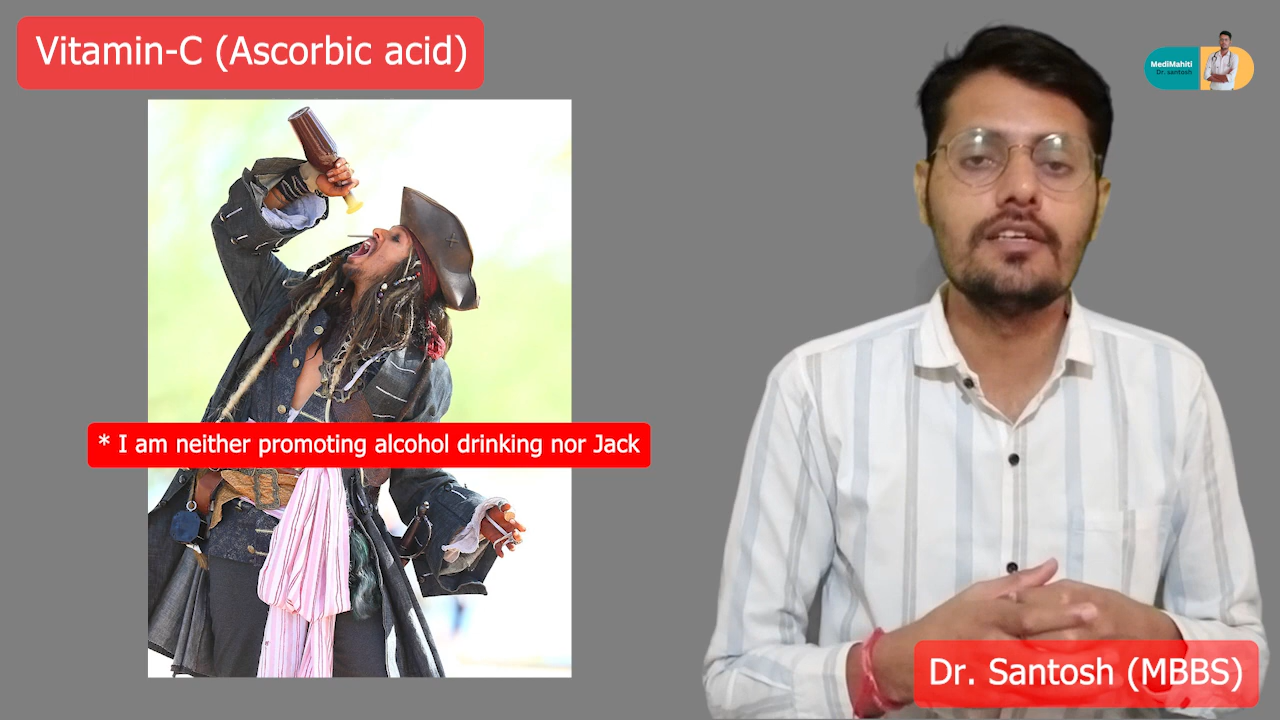 Vitamin-C (Ascorbic acid)
MediMahiti
Dr. santosh
* I am neither promoting alcohol drinking nor Jack
Dr. Santosh (MBBS)